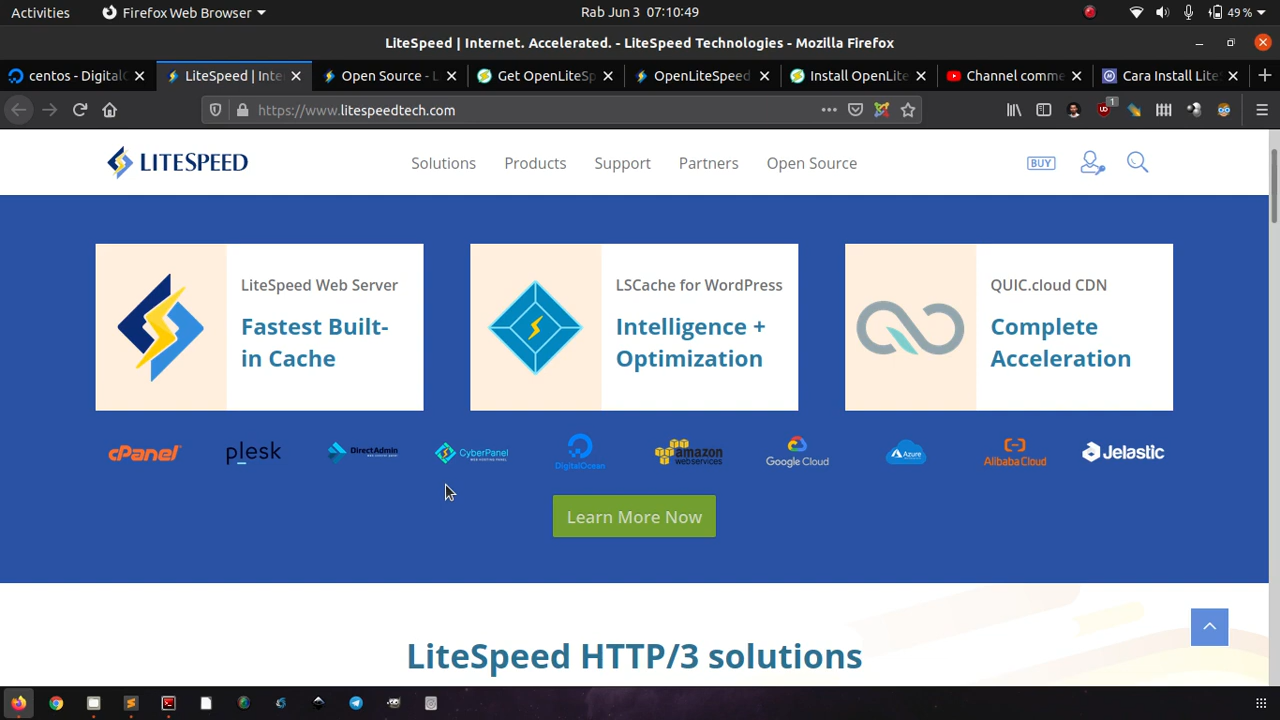 Activities
Firefox Web Browser
Rab Jun 3 07:10:49
49 %
LiteSpeed | Internet. Accelerated. - LiteSpeed Technologies - Mozilla Firefox
centos - Digital
LiteSpeed | Inte
Open Source - L
Get OpenLiteSp
OpenLiteSpeed
Install OpenLite
Channel comme
Cara Install Lite
https://www.litespeedtech.com
1
LITESPEED
Solutions
Products
Support
Partners
Open Source
BUY
LiteSpeed Web Server
Fastest Built-
in Cache
LSCache for WordPress
Intelligence +
Optimization
QUIC.cloud CDN
Complete
Acceleration
cPanel
plesk
DirectAdmin
CyberPanel
DigitalOcean
amazon
webservices
Google Cloud
Azure
Alibaba Cloud
Jelastic
Learn More Now
LiteSpeed HTTP/3 solutions